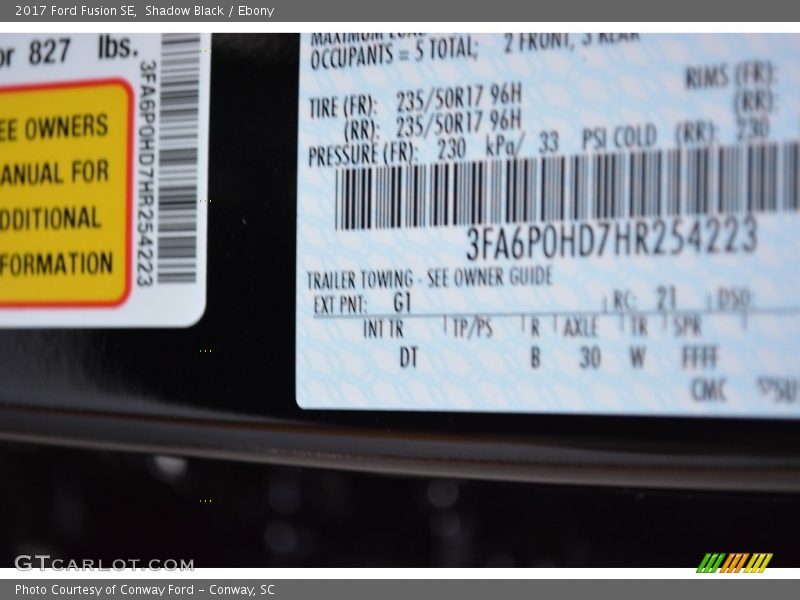 2017 Ford Fusion SE, Shadow Black / Ebony
or 827 lbs.
EE OWNERS
ANUAL FOR
DDITIONAL
FORMATION
3FA6P0HD7HR254223
MAXIMUM LOAD
OCCUPANTS = 5 TOTAL; 2 FRONT, 3 REAR
TIRE (FR): 235/50R17 96H RIMS (FR):
(RR): 235/50R17 96H (RR):
PRESSURE (FR): 230 kPa/ 33 PSI COLD (RR): 230
3FA6P0HD7HR254223
TRAILER TOWING - SEE OWNER GUIDE
EXT PNT: G1 RC: 21 DSO:
INT TR TP/PS R AXLE TR SPR
DT B 30 W FFFF
CMC
GTcarlot.com
Photo Courtesy of Conway Ford - Conway, SC